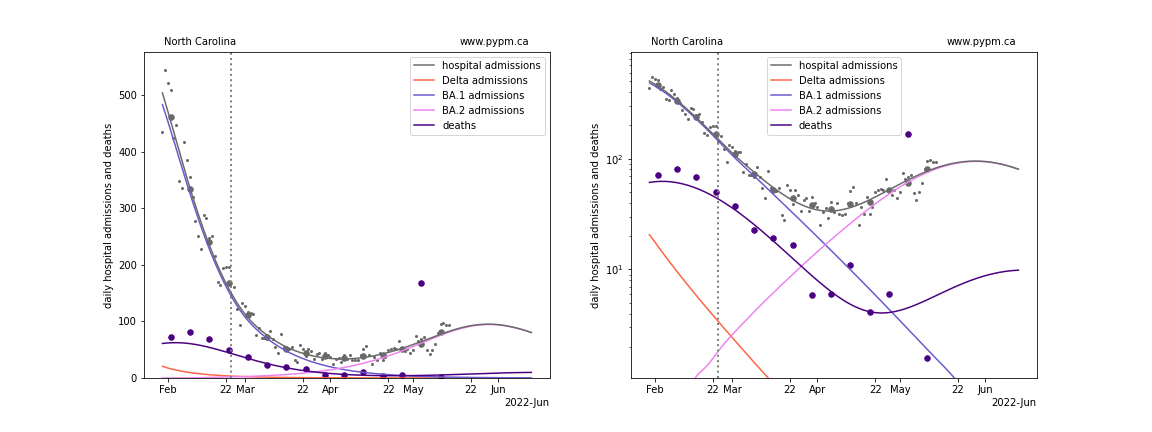 North Carolina
www.pypm.ca
daily hospital admissions and deaths
500
400
300
200
100
0
hospital admissions
Delta admissions
BA.1 admissions
BA.2 admissions
deaths
Feb 22 Mar 22 Apr 22 May 22 Jun
2022-Jun
North Carolina
www.pypm.ca
daily hospital admissions and deaths
10²
10¹
hospital admissions
Delta admissions
BA.1 admissions
BA.2 admissions
deaths
Feb 22 Mar 22 Apr 22 May 22 Jun
2022-Jun